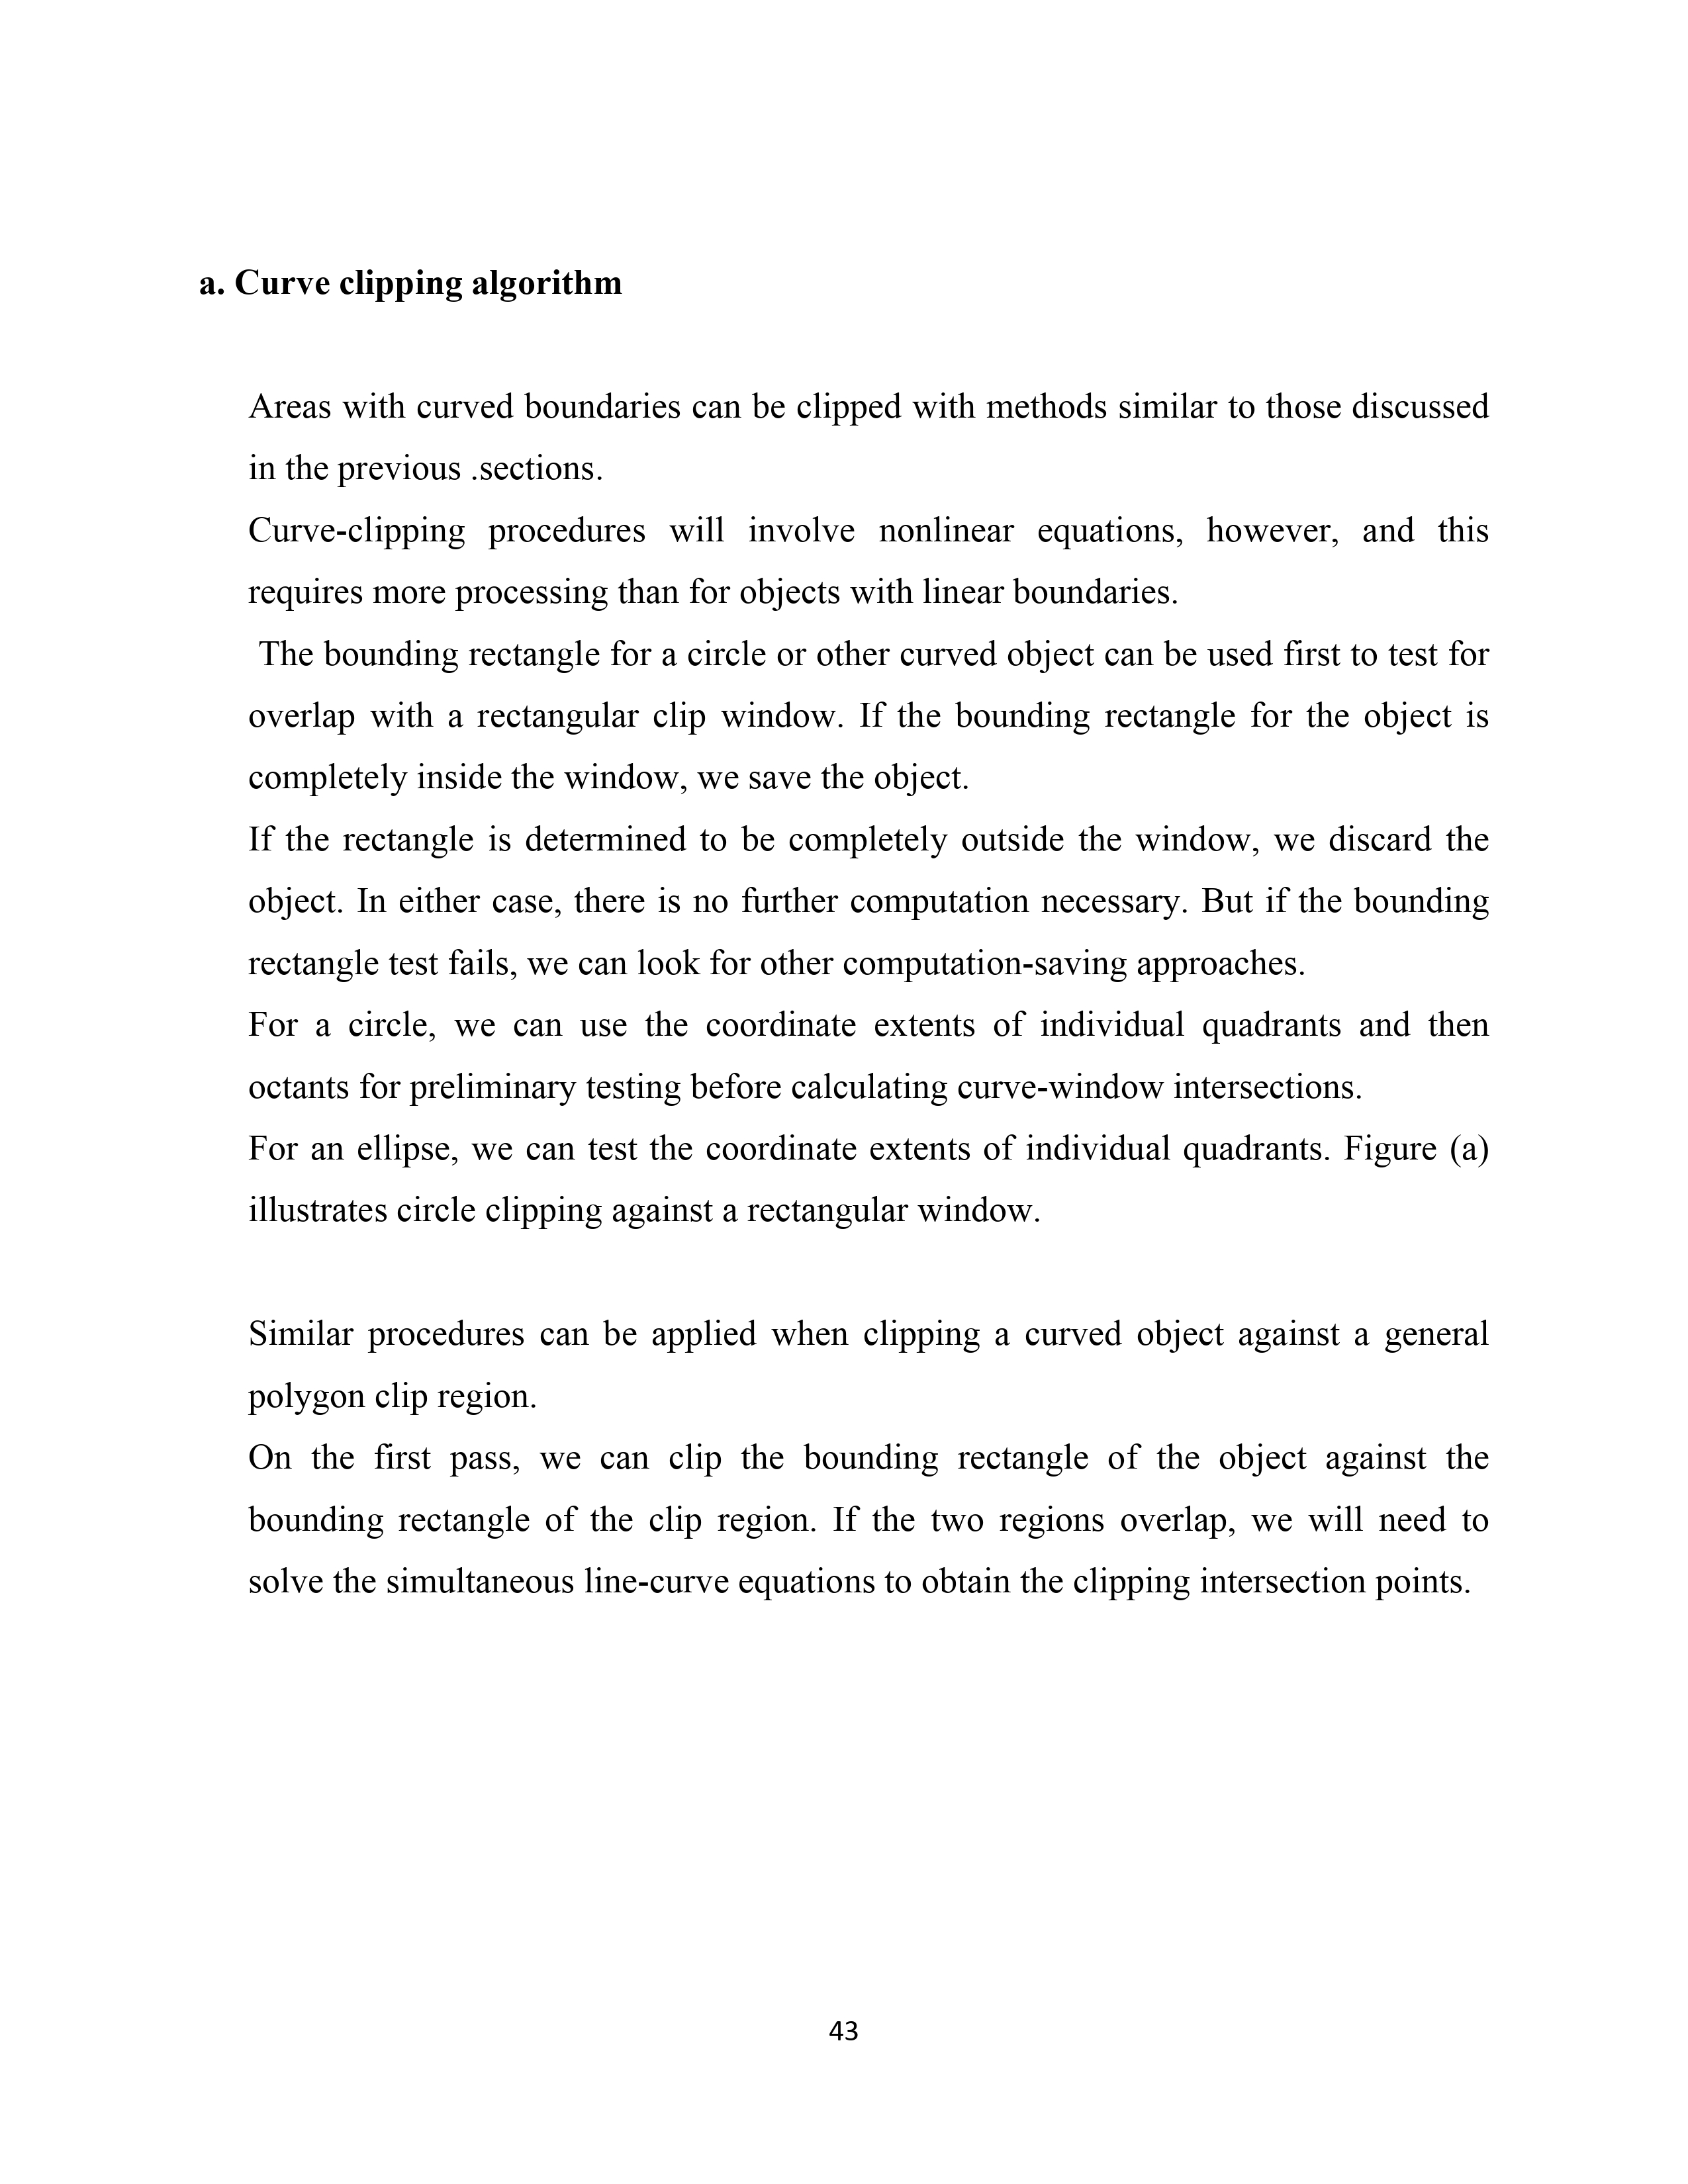 a. Curve clipping algorithm
Areas with curved boundaries can be clipped with methods similar to those discussed
in the previous .sections.
Curve-clipping procedures will involve nonlinear equations, however, and this
requires more processing than for objects with linear boundaries.
The bounding rectangle for a circle or other curved object can be used first to test for
overlap with a rectangular clip window. If the bounding rectangle for the object is
completely inside the window, we save the object.
If the rectangle is determined to be completely outside the window, we discard the
object. In either case, there is no further computation necessary. But if the bounding
rectangle test fails, we can look for other computation-saving approaches.
For a circle, we can use the coordinate extents of individual quadrants and then
octants for preliminary testing before calculating curve-window intersections.
For an ellipse, we can test the coordinate extents of individual quadrants. Figure (a)
illustrates circle clipping against a rectangular window.
Similar procedures can be applied when clipping a curved object against a general
polygon clip region.
On the first pass, we can clip the bounding rectangle of the object against the
bounding rectangle of the clip region. If the two regions overlap, we will need to
solve the simultaneous line-curve equations to obtain the clipping intersection points.
43